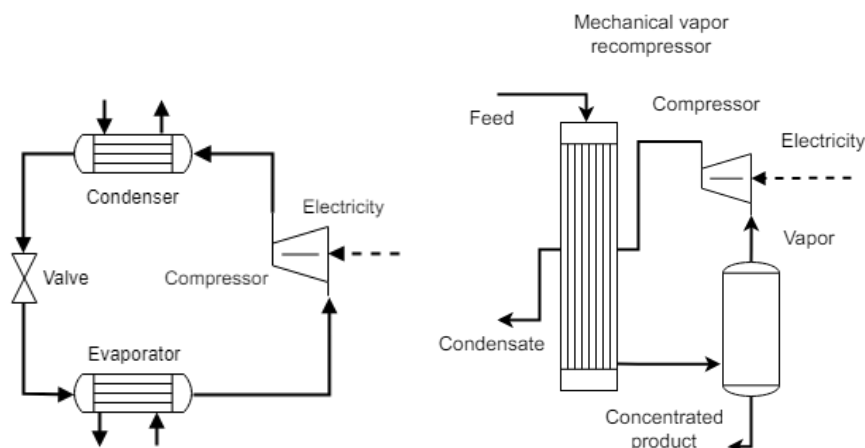 Mechanical vapor
recompressor
Feed
Compressor
Electricity
Condenser
Electricity
Vapor
Valve
Compressor
Condensate
Evaporator
Concentrated
product